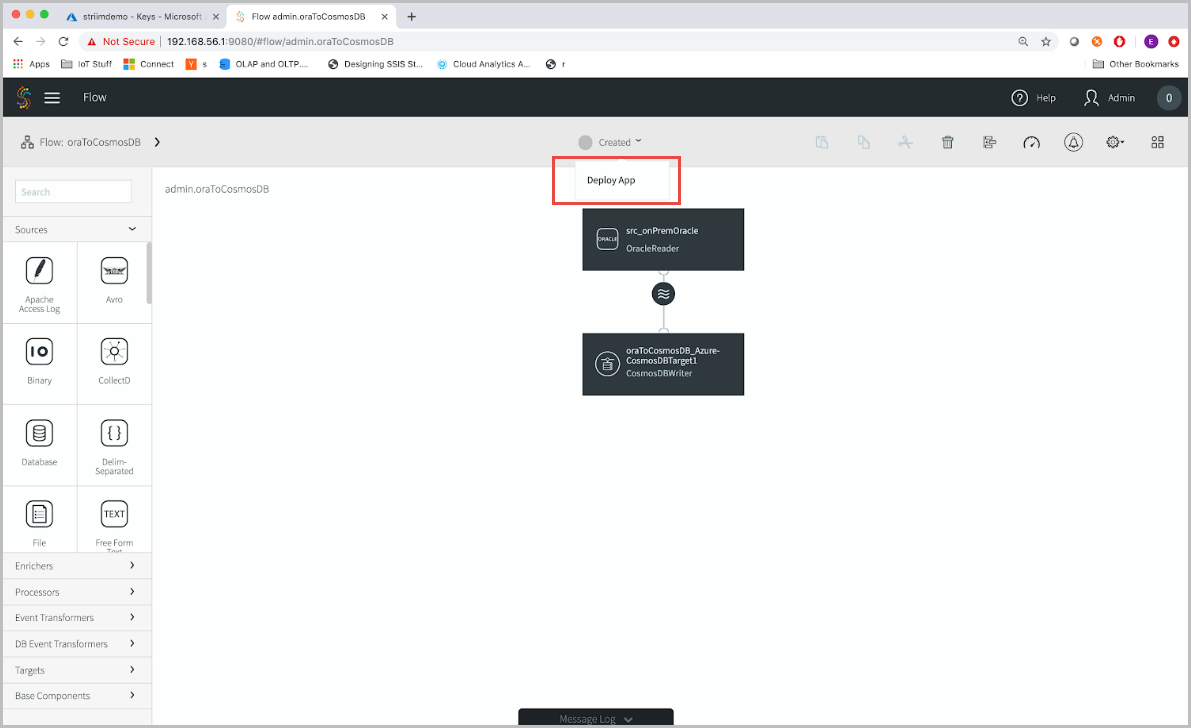 striimdemo - Keys - Microsoft
Flow admin.oraToCosmosDB
Not Secure
192.168.56.1:9080/#flow/admin.oraToCosmosDB
E
Apps
IoT Stuff
Connect
Y
s
OLAP and OLTP....
Designing SSIS St...
Cloud Analytics A...
r
Other Bookmarks
Flow
Help
Admin
0
Flow: oraToCosmosDB
Created
Deploy App
Search
admin.oraToCosmosDB
Sources
Apache
Access Log
Avro
IO
Binary
CollectD
Database
{ }
Delim-
Separated
File
TEXT
Free Form
Text
Enrichers
Processors
Event Transformers
DB Event Transformers
Targets
Base Components
ORACLE
src_onPremOracle
OracleReader
oraToCosmosDB_Azure-
CosmosDBTarget1
CosmosDBWriter
Message Log